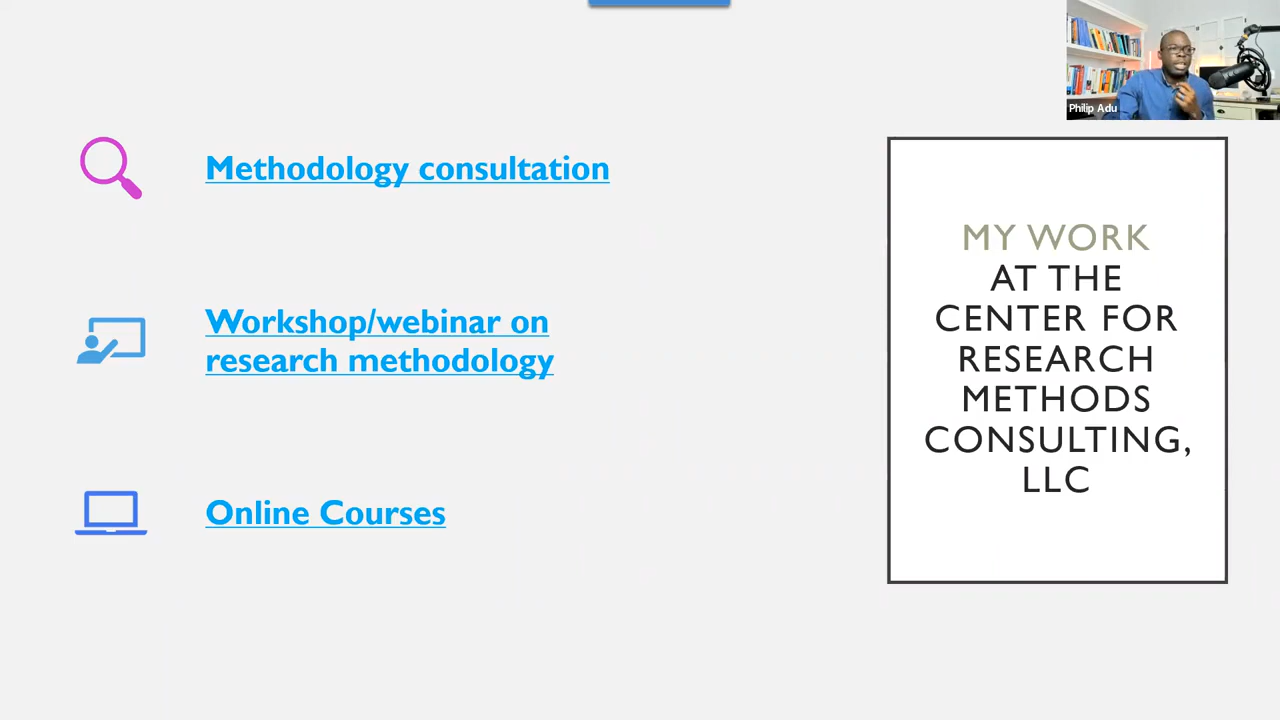 Philip Adu
Methodology consultation
Workshop/webinar on
research methodology
Online Courses
MY WORK
AT THE
CENTER FOR
RESEARCH
METHODS
CONSULTING,
LLC